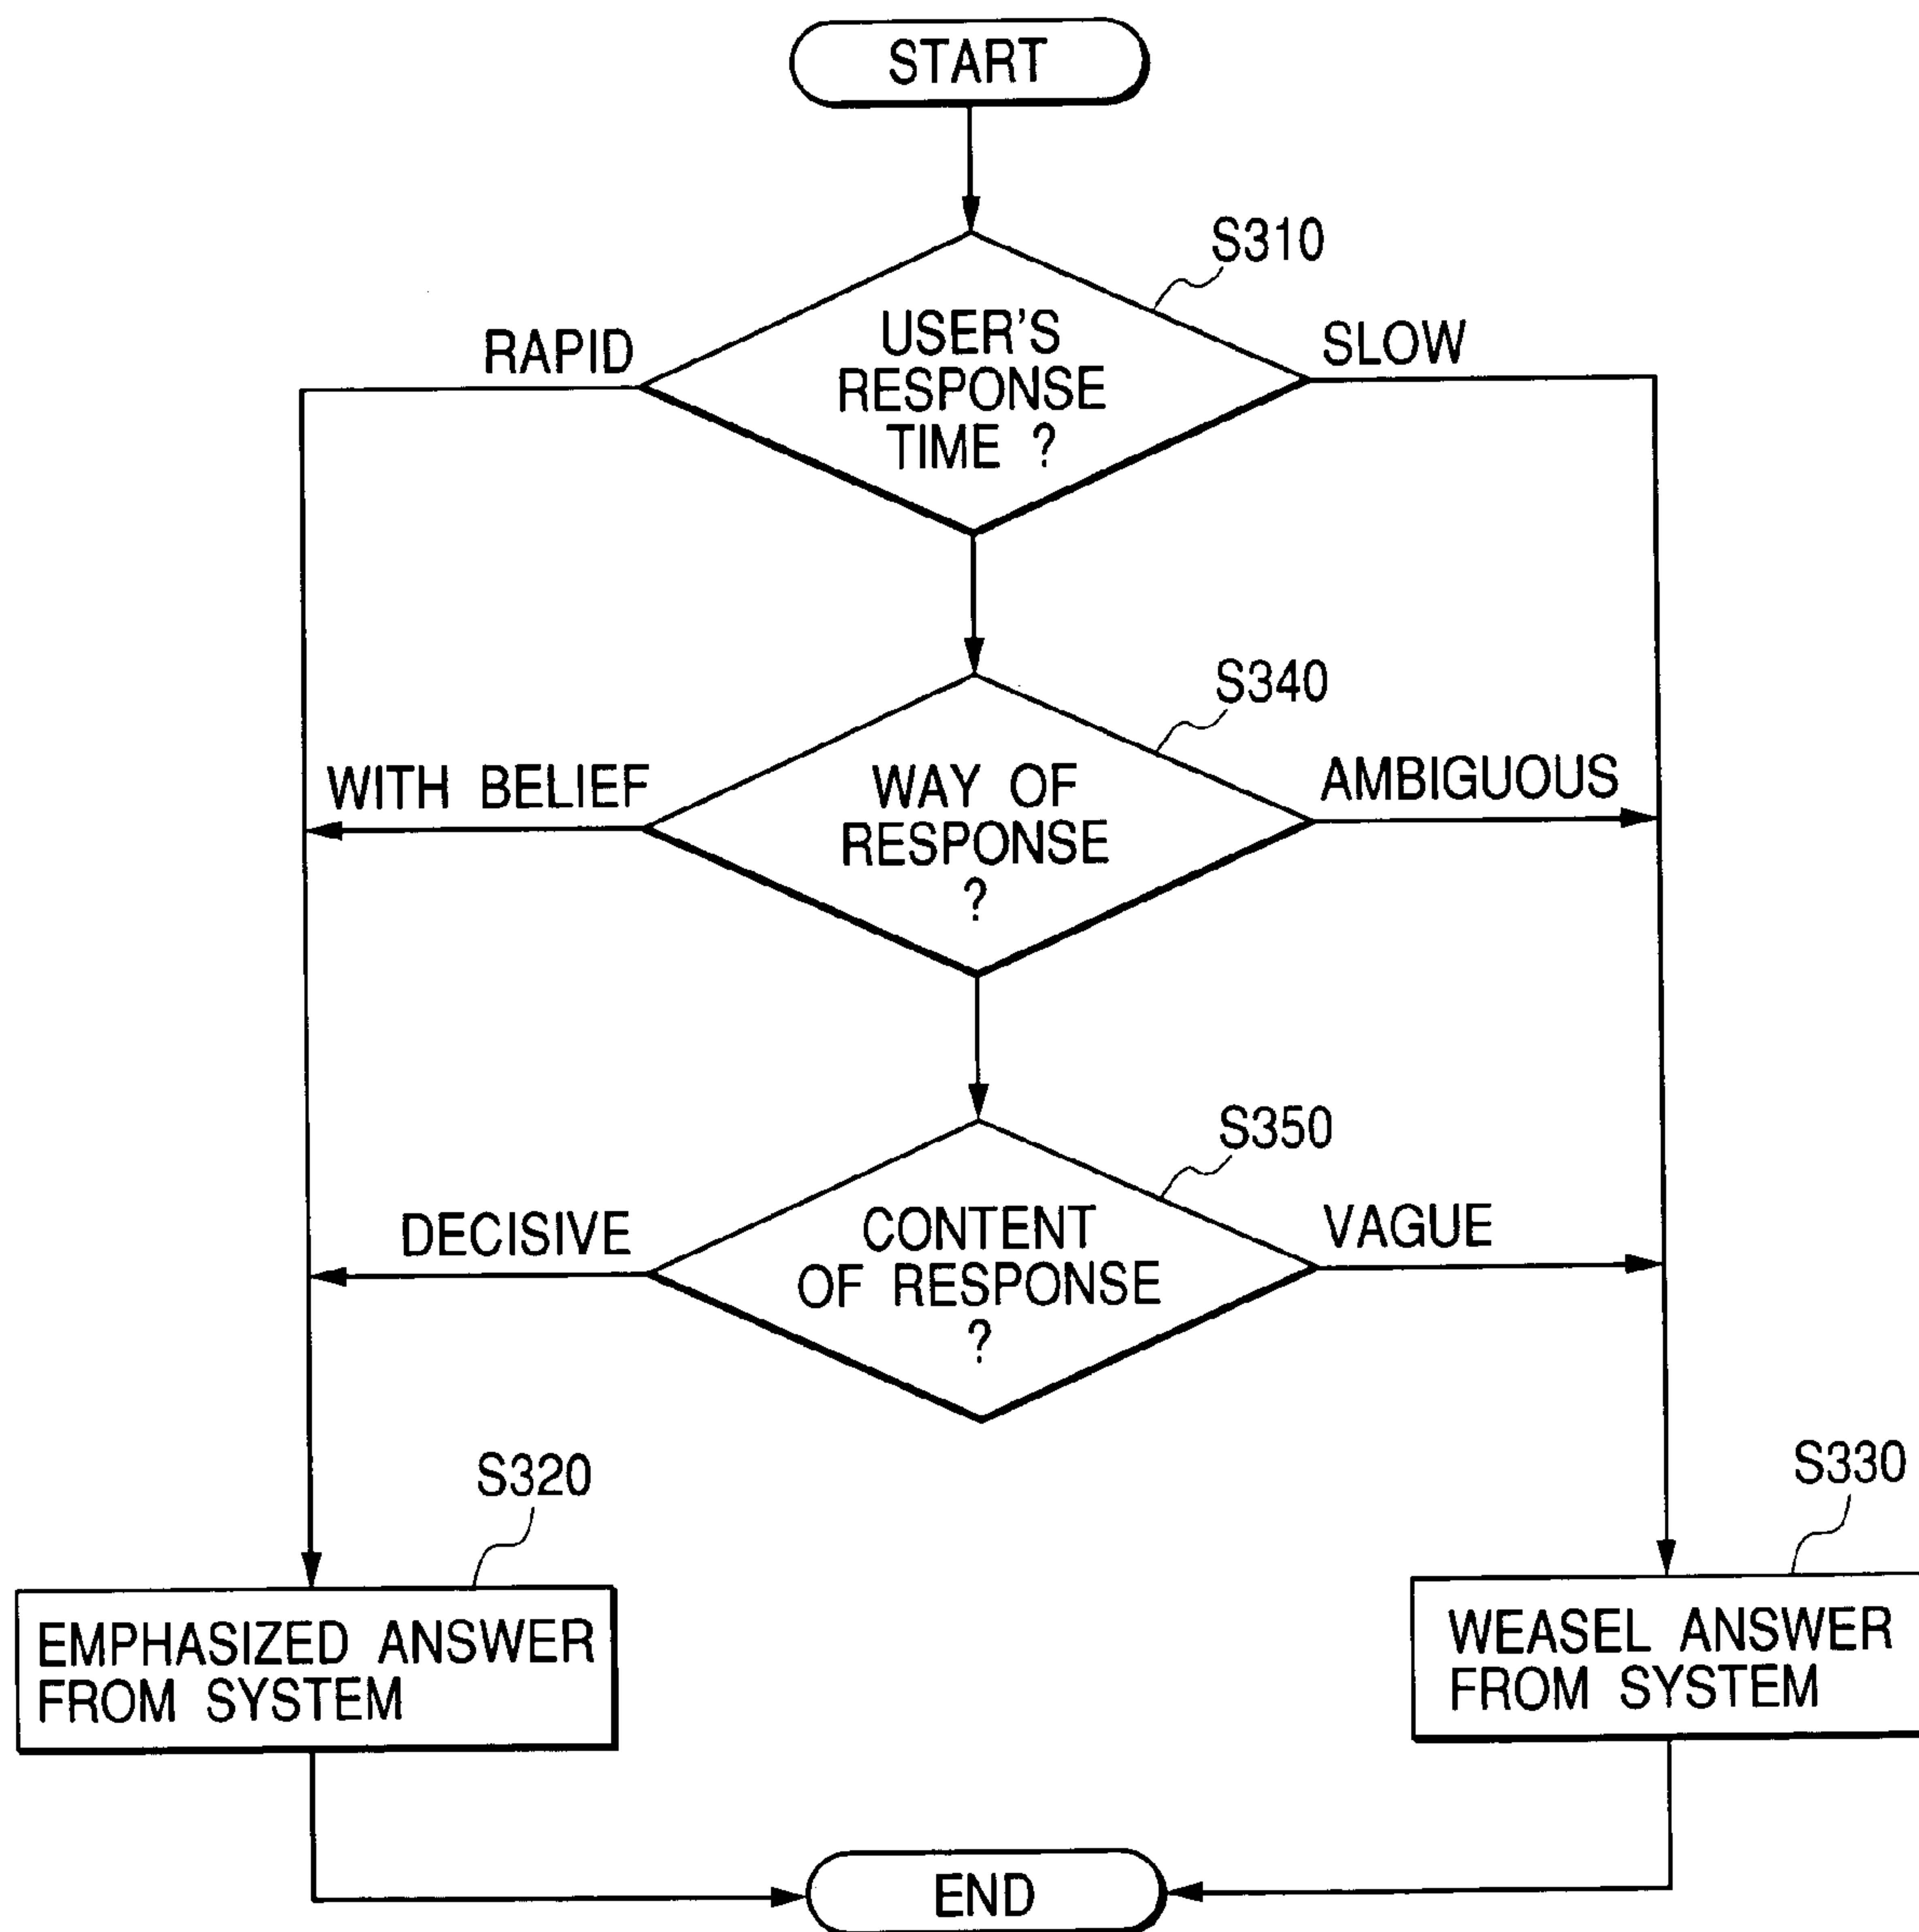 START
S310
RAPID
USER'S
RESPONSE
TIME ?
SLOW
S340
WITH BELIEF
WAY OF
RESPONSE
?
AMBIGUOUS
S350
DECISIVE
CONTENT
OF RESPONSE
?
VAGUE
S320
S330
EMPHASIZED ANSWER
FROM SYSTEM
WEASEL ANSWER
FROM SYSTEM
END